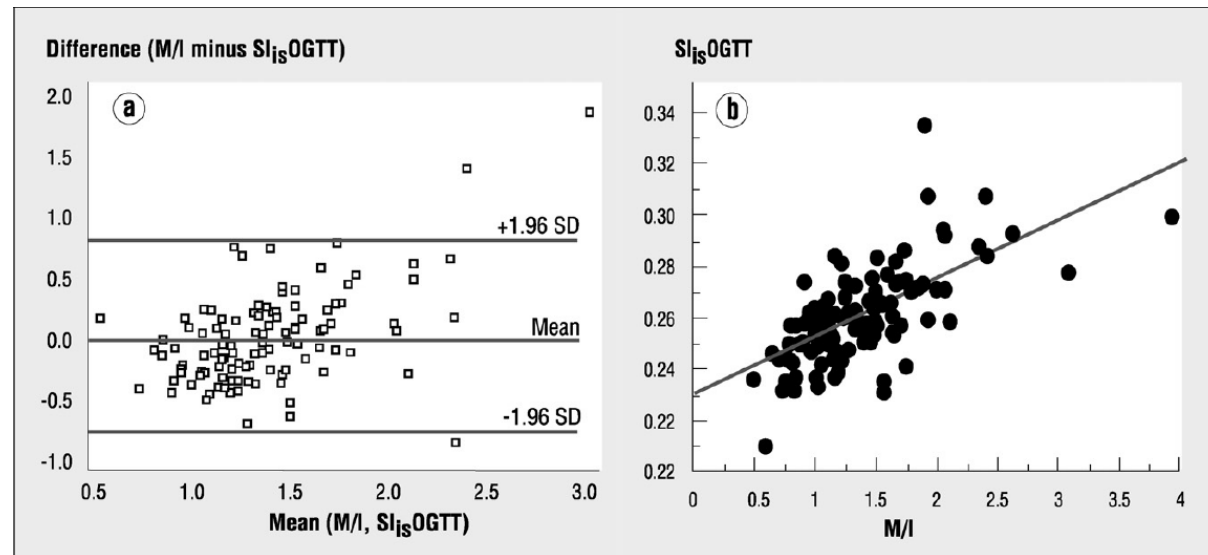 Difference (M/I minus SIisOGTT)
2.0
a
1.5
1.0
+1.96 SD
0.5
Mean
0.0
-0.5
-1.96 SD
-1.0
0.5 1.0 1.5 2.0 2.5 3.0
Mean (M/I, SIisOGTT)
SIisOGTT
b
0.34
0.32
0.30
0.28
0.26
0.24
0.22
0.22
0 0.5 1 1.5 2 2.5 3 3.5 4
M/I